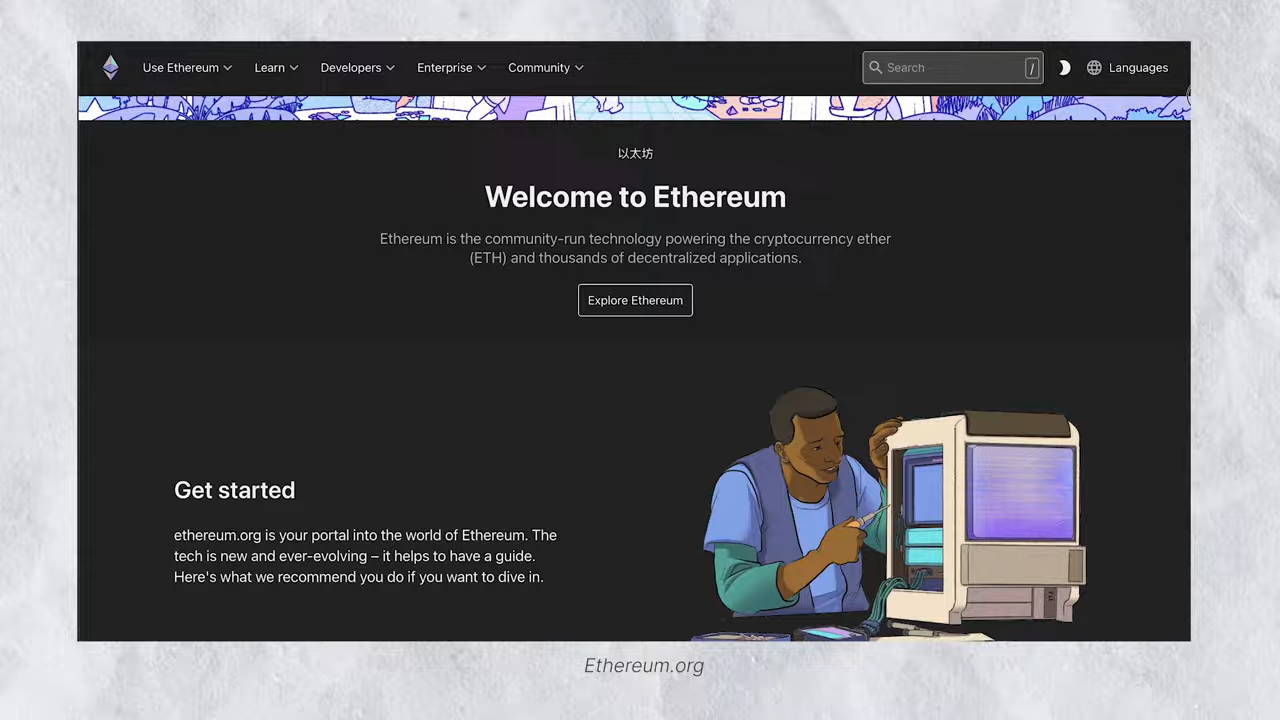 Use Ethereum Learn Developers Enterprise Community Search / Languages
以太坊
Welcome to Ethereum
Ethereum is the community-run technology powering the cryptocurrency ether
(ETH) and thousands of decentralized applications.
Explore Ethereum
Get started
ethereum.org is your portal into the world of Ethereum. The
tech is new and ever-evolving – it helps to have a guide.
Here's what we recommend you do if you want to dive in.
Ethereum.org